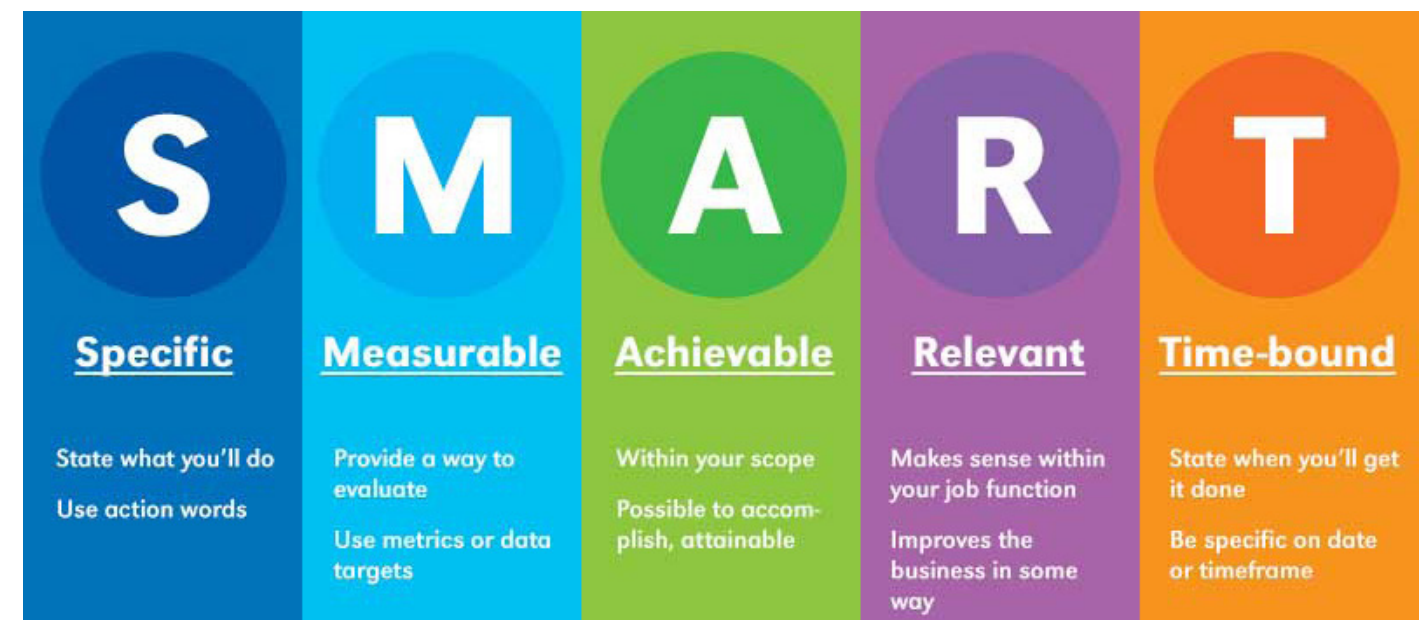 S
M
A
R
T
Specific
Measurable
Achievable
Relevant
Time-bound
State what you'll do
Use action words
Provide a way to
evaluate
Use metrics or data
targets
Within your scope
Possible to accom-
plish, attainable
Makes sense within
your job function
Improves the
business in some
way
State when you'll get
it done
Be specific on date
or timeframe